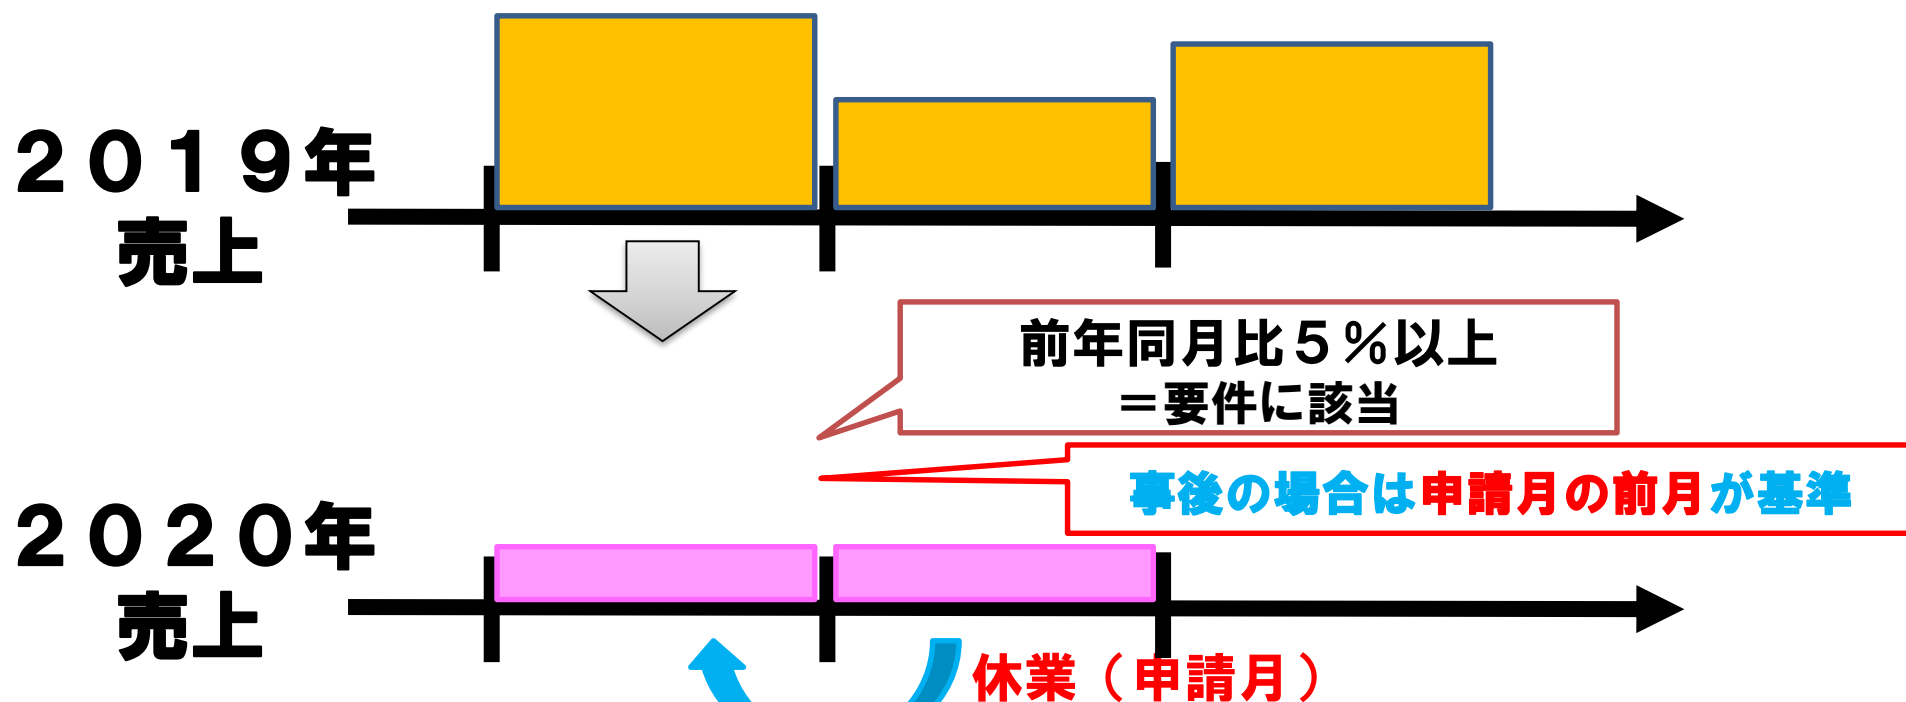 ２０１９年
売上
前年同月比５％以上
＝要件に該当
事後の場合は申請月の前月が基準
２０２０年
売上
休業（申請月）